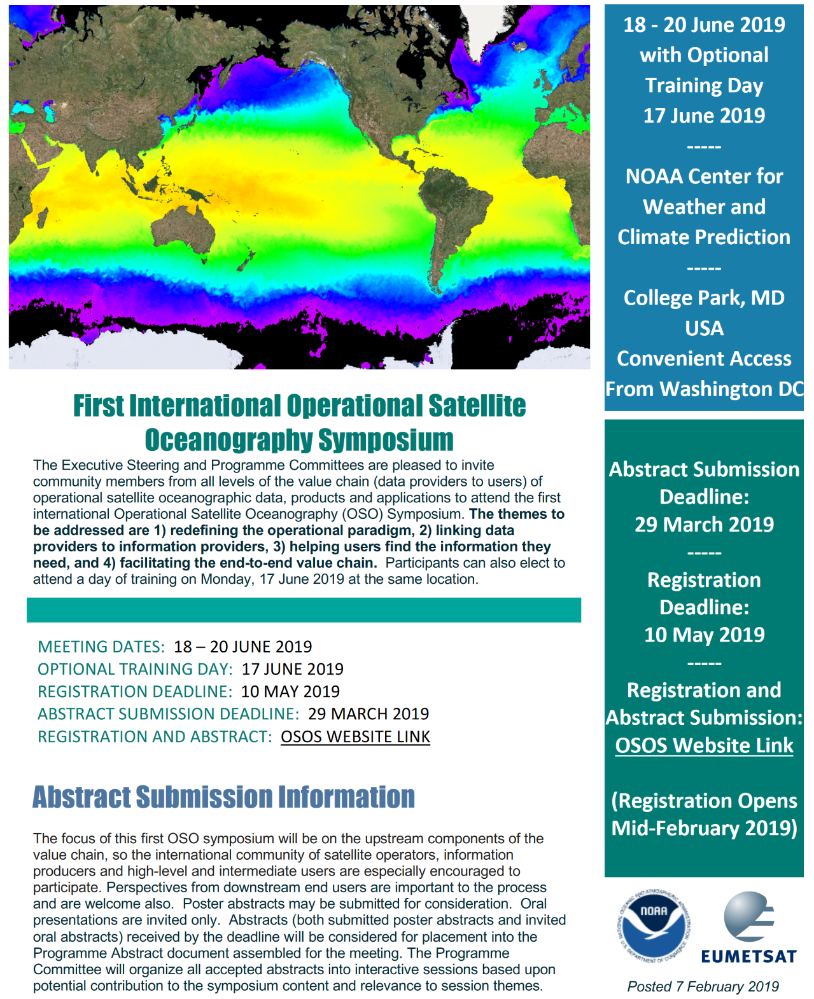 18 - 20 June 2019
with Optional
Training Day
17 June 2019
-----
NOAA Center for
Weather and
Climate Prediction
-----
College Park, MD
USA
Convenient Access
From Washington DC
First International Operational Satellite
Oceanography Symposium
The Executive Steering and Programme Committees are pleased to invite
community members from all levels of the value chain (data providers to users) of
operational satellite oceanographic data, products and applications to attend the first
international Operational Satellite Oceanography (OSO) Symposium. The themes to
be addressed are 1) redefining the operational paradigm, 2) linking data
providers to information providers, 3) helping users find the information they
need, and 4) facilitating the end-to-end value chain. Participants can also elect to
attend a day of training on Monday, 17 June 2019 at the same location.
MEETING DATES: 18 – 20 JUNE 2019
OPTIONAL TRAINING DAY: 17 JUNE 2019
REGISTRATION DEADLINE: 10 MAY 2019
ABSTRACT SUBMISSION DEADLINE: 29 MARCH 2019
REGISTRATION AND ABSTRACT: OSOS WEBSITE LINK
Abstract Submission Information
The focus of this first OSO symposium will be on the upstream components of the
value chain, so the international community of satellite operators, information
producers and high-level and intermediate users are especially encouraged to
participate. Perspectives from downstream end users are important to the process
and are welcome also. Poster abstracts may be submitted for consideration. Oral
presentations are invited only. Abstracts (both submitted poster abstracts and invited
oral abstracts) received by the deadline will be considered for placement into the
Programme Abstract document assembled for the meeting. The Programme
Committee will organize all accepted abstracts into interactive sessions based upon
potential contribution to the symposium content and relevance to session themes.
Abstract Submission
Deadline:
29 March 2019
-----
Registration
Deadline:
10 May 2019
-----
Registration and
Abstract Submission:
OSOS Website Link
(Registration Opens
Mid-February 2019)
NATIONAL OCEANIC AND ATMOSPHERIC ADMINISTRATION
NOAA
U.S. DEPARTMENT OF COMMERCE
EUMETSAT
Posted 7 February 2019